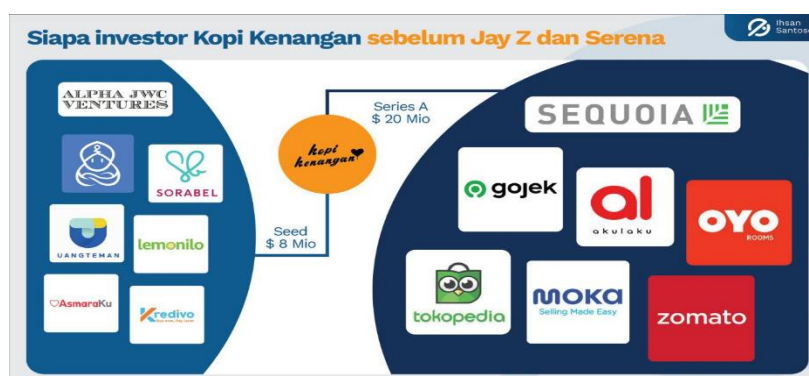 Siapa investor Kopi Kenangan sebelum Jay Z dan Serena
Ihsan
Santoso
ALPHA JWC
VENTURES
SORABEL
UANGTEMAN
lemonilo
AsmaraKu
Kredivo
Seed
$ 8 Mio
kopi
kenangan
Series A
$ 20 Mio
SEQUOIA
gojek
al
akulaku
OYO
ROOMS
tokopedia
MOKA
Selling Made Easy
zomato